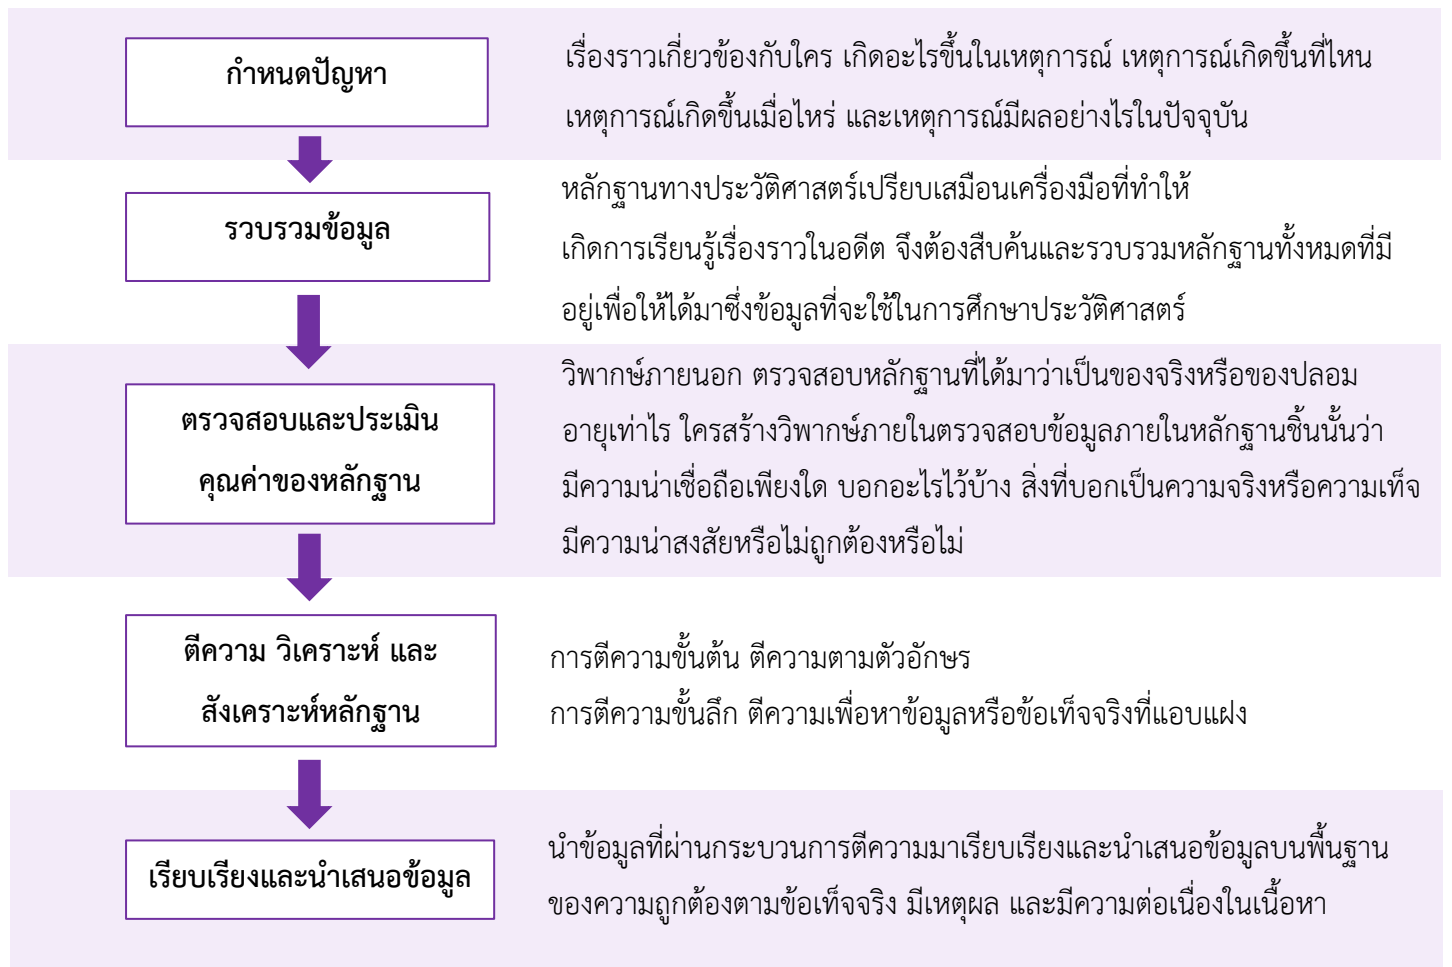 กำหนดปัญหา
เรื่องราวเกี่ยวข้องกับใคร เกิดอะไรขึ้นในเหตุการณ์ เหตุการณ์เกิดขึ้นที่ไหน
เหตุการณ์เกิดขึ้นเมื่อไหร่ และเหตุการณ์มีผลอย่างไรในปัจจุบัน
รวบรวมข้อมูล
หลักฐานทางประวัติศาสตร์เปรียบเสมือนเครื่องมือที่ทำให้
เกิดการเรียนรู้เรื่องราวในอดีต จึงต้องสืบค้นและรวบรวมหลักฐานทั้งหมดที่มี
อยู่เพื่อให้ได้มาซึ่งข้อมูลที่จะใช้ในการศึกษาประวัติศาสตร์
ตรวจสอบและประเมิน
คุณค่าของหลักฐาน
วิพากษ์ภายนอก ตรวจสอบหลักฐานที่ได้มาว่าเป็นของจริงหรือของปลอม
อายุเท่าไร ใครสร้างวิพากษ์ภายในตรวจสอบข้อมูลภายในหลักฐานชิ้นนั้นว่า
มีความน่าเชื่อถือเพียงใด บอกอะไรไว้บ้าง สิ่งที่บอกเป็นความจริงหรือความเท็จ
มีความน่าสงสัยหรือไม่ถูกต้องหรือไม่
ตีความ วิเคราะห์ และ
สังเคราะห์หลักฐาน
การตีความขั้นต้น ตีความตามตัวอักษร
การตีความขั้นลึก ตีความเพื่อหาข้อมูลหรือข้อเท็จจริงที่แอบแฝง
เรียบเรียงและนำเสนอข้อมูล
นำข้อมูลที่ผ่านกระบวนการตีความมาเรียบเรียงและนำเสนอข้อมูลบนพื้นฐาน
ของความถูกต้องตามข้อเท็จจริง มีเหตุผล และมีความต่อเนื่องในเนื้อหา